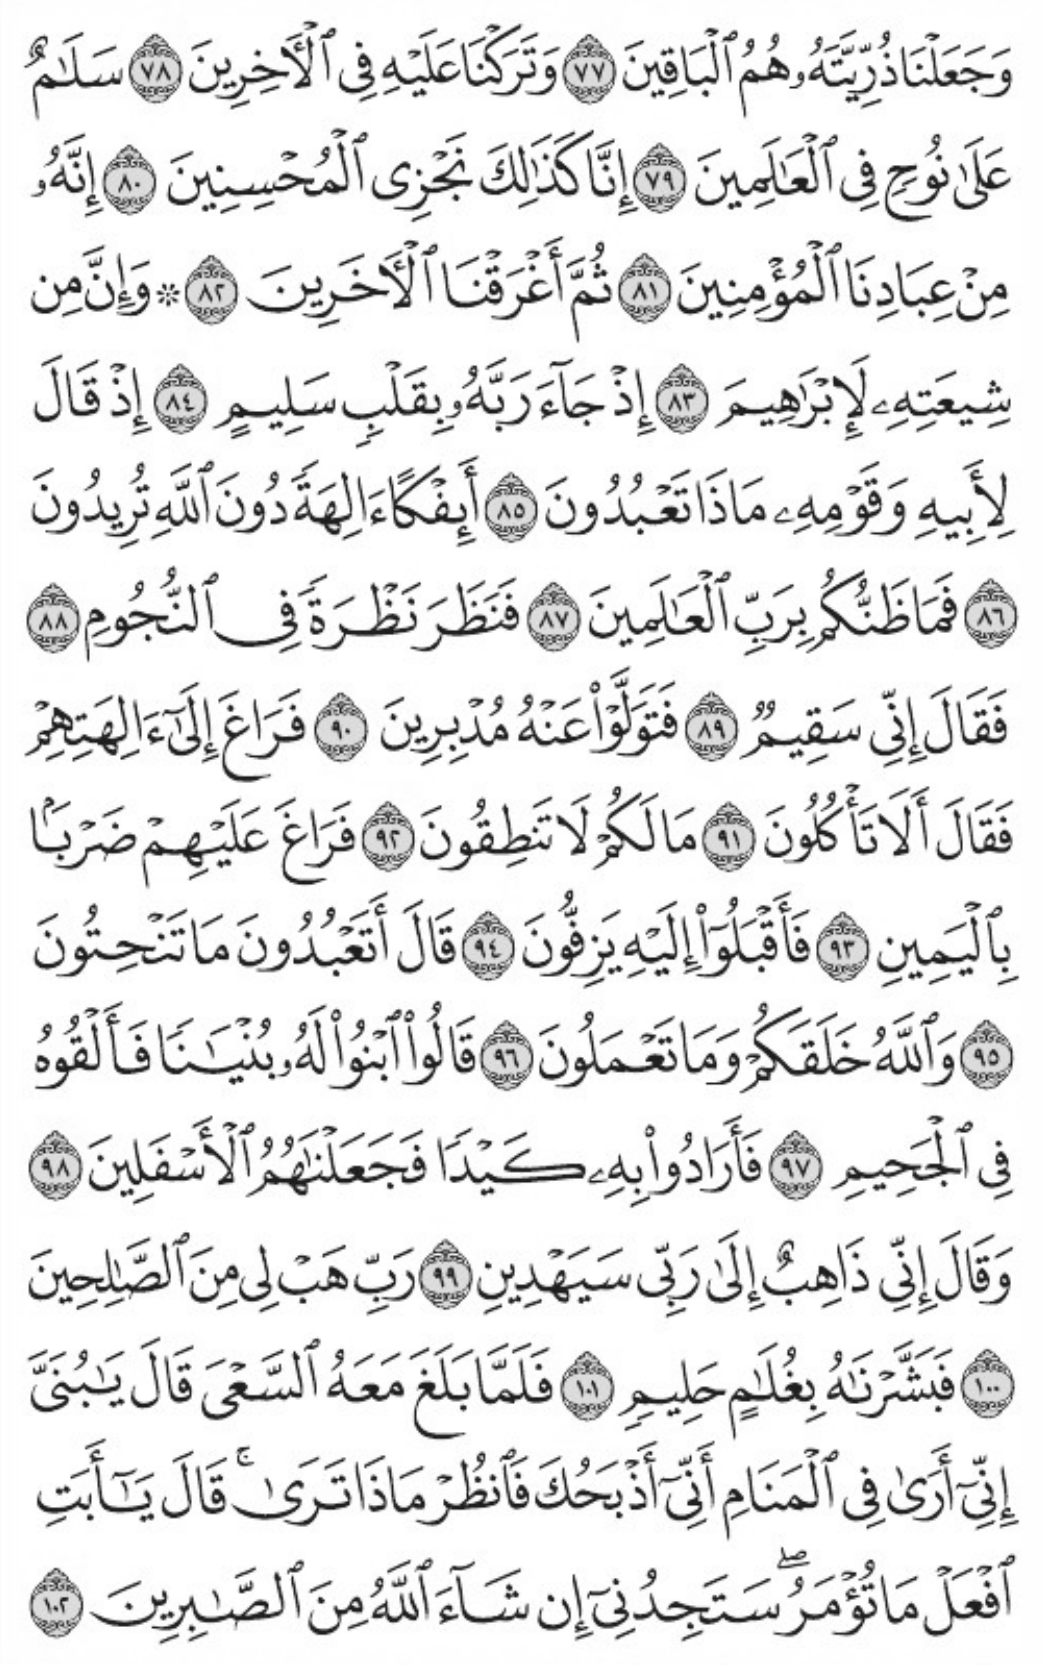 وَجَعَلْنَا ذُرِّيَّتَهُۥ هُمُ ٱلْبَاقِينَ ٧٧ وَتَرَكْنَا عَلَيْهِ فِى ٱلْـَٔاخِرِينَ ٧٨ سَلَـٰمٌ
عَلَىٰ نُوحٍ فِى ٱلْعَـٰلَمِينَ ٧٩ إِنَّا كَذَٰلِكَ نَجْزِى ٱلْمُحْسِنِينَ ٨٠ إِنَّهُۥ
مِنْ عِبَادِنَا ٱلْمُؤْمِنِينَ ٨١ ثُمَّ أَغْرَقْنَا ٱلْـَٔاخَرِينَ ٨٢ ۞ وَإِنَّ مِن
شِيعَتِهِۦ لَإِبْرَٰهِيمَ ٨٣ إِذْ جَآءَ رَبَّهُۥ بِقَلْبٍ سَلِيمٍ ٨٤ إِذْ قَالَ
لِأَبِيهِ وَقَوْمِهِۦ مَاذَا تَعْبُدُونَ ٨٥ أَئِفْكًا ءَالِهَةً دُونَ ٱللَّهِ تُرِيدُونَ
٨٦ فَمَا ظَنُّكُم بِرَبِّ ٱلْعَـٰلَمِينَ ٨٧ فَنَظَرَ نَظْرَةً فِى ٱلنُّجُومِ ٨٨
فَقَالَ إِنِّى سَقِيمٌ ٨٩ فَتَوَلَّوْا۟ عَنْهُ مُدْبِرِينَ ٩٠ فَرَاغَ إِلَىٰٓ ءَالِهَتِهِمْ
فَقَالَ أَلَا تَأْكُلُونَ ٩١ مَا لَكُمْ لَا تَنطِقُونَ ٩٢ فَرَاغَ عَلَيْهِمْ ضَرْبًۢا
بِٱلْيَمِينِ ٩٣ فَأَقْبَلُوٓا۟ إِلَيْهِ يَزِفُّونَ ٩٤ قَالَ أَتَعْبُدُونَ مَا تَنْحِتُونَ
٩٥ وَٱللَّهُ خَلَقَكُمْ وَمَا تَعْمَلُونَ ٩٦ قَالُوا۟ ٱبْنُوا۟ لَهُۥ بُنْيَـٰنًا فَأَلْقُوهُ
فِى ٱلْجَحِيمِ ٩٧ فَأَرَادُوا۟ بِهِۦ كَيْدًا فَجَعَلْنَـٰهُمُ ٱلْأَسْفَلِينَ ٩٨
وَقَالَ إِنِّى ذَاهِبٌ إِلَىٰ رَبِّى سَيَهْدِينِ ٩٩ رَبِّ هَبْ لِى مِنَ ٱلصَّـٰلِحِينَ
١٠٠ فَبَشَّرْنَـٰهُ بِغُلَـٰمٍ حَلِيمٍ ١٠١ فَلَمَّا بَلَغَ مَعَهُ ٱلسَّعْىَ قَالَ يَـٰبُنَىَّ
إِنِّىٓ أَرَىٰ فِى ٱلْمَنَامِ أَنِّىٓ أَذْبَحُكَ فَٱنظُرْ مَاذَا تَرَىٰ ۚ قَالَ يَـٰٓأَبَتِ
ٱفْعَلْ مَا تُؤْمَرُ ۖ سَتَجِدُنِىٓ إِن شَآءَ ٱللَّهُ مِنَ ٱلصَّـٰبِرِينَ ١٠٢